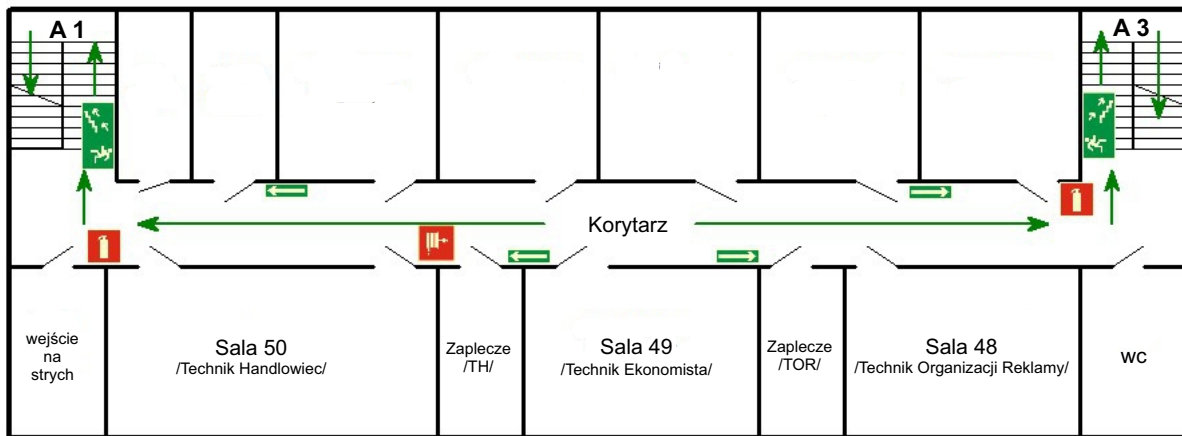 A 1
A 3
Korytarz
wejście
na
strych
Sala 50
/Technik Handlowiec/
Zaplecze
/TH/
Sala 49
/Technik Ekonomista/
Zaplecze
/TOR/
Sala 48
/Technik Organizacji Reklamy/
wc